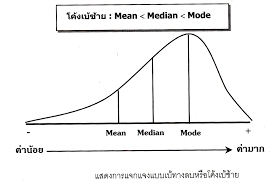 โค้งเบ้ซ้าย : Mean < Median < Mode
- +
Mean Median Mode
ค่าน้อย ค่ามาก
แสดงการแจกแจงแบบเบ้ทางลบหรือโค้งเบ้ซ้าย